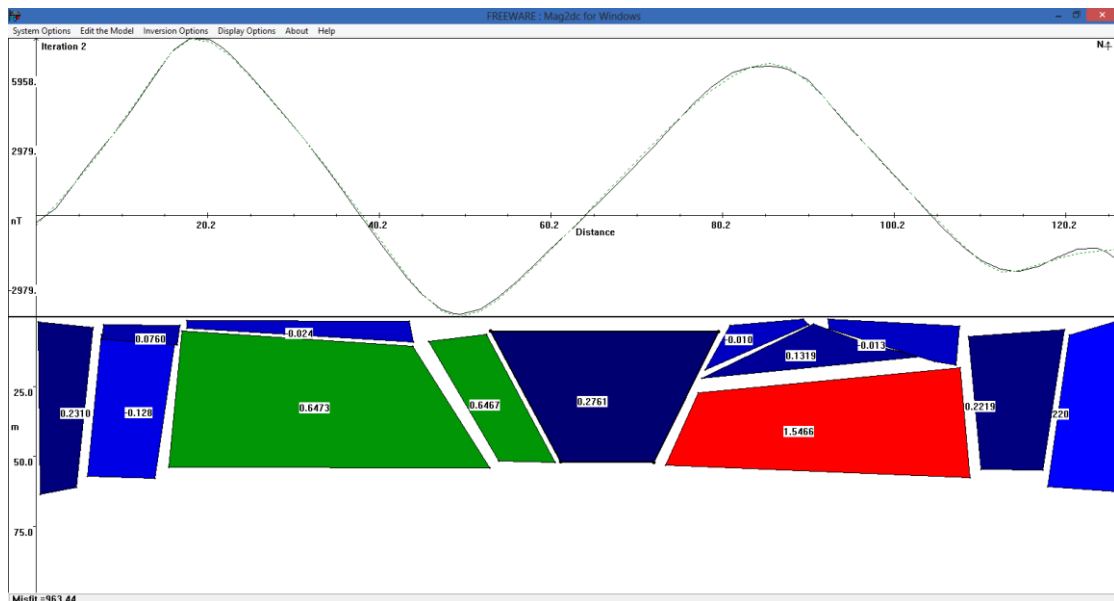 FREEWARE : Mag2dc for Windows
System Options Edit the Model Inversion Options Display Options About Help
Iteration 2
N
5958.
2979.
nT
20.2 40.2 60.2 80.2 100.2 120.2
Distance
-2979.
0.0760 -0.024 -0.010 -0.013
0.1319
25.0
0.2310 -0.128 0.6473 0.6467 0.2761 0.2219 220
m
1.5466
50.0
75.0
Misfit =963.44